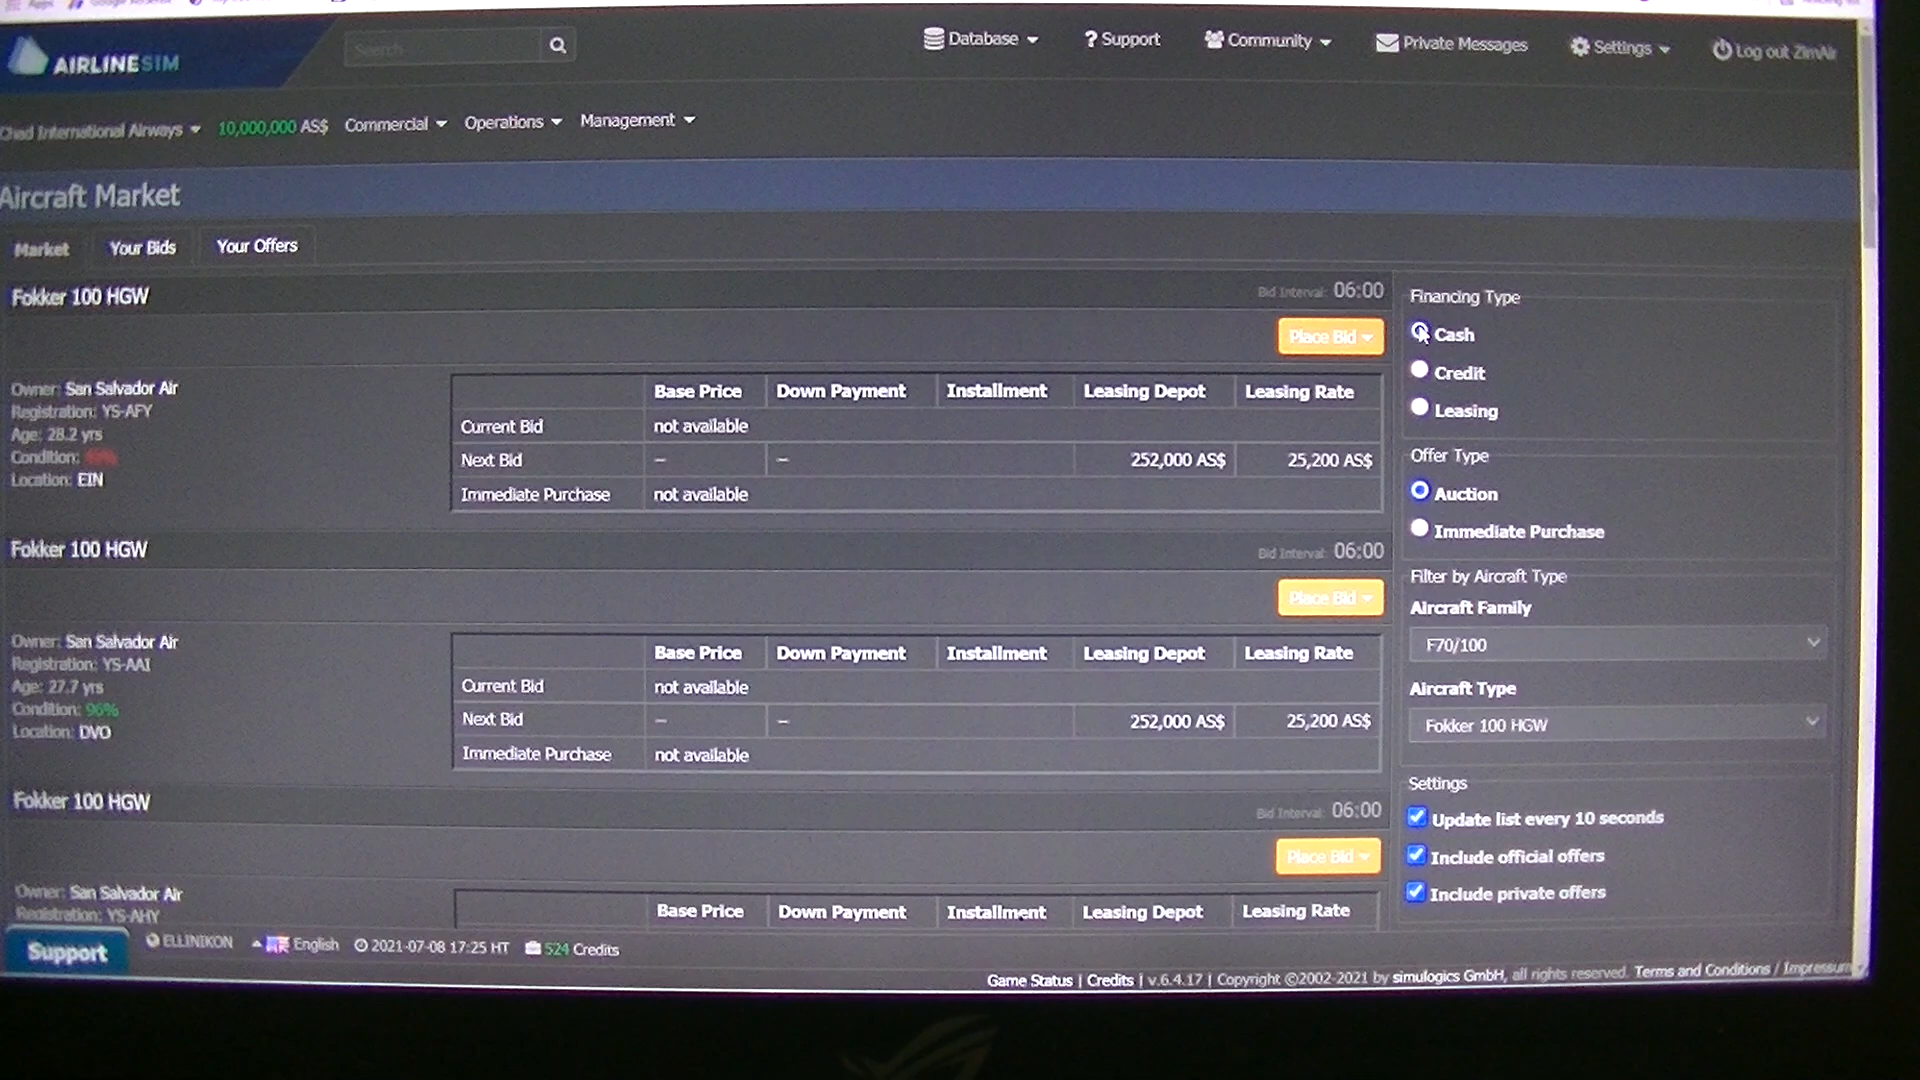 AIRLINESIM
Search
Database
? Support
Community
Private Messages
Settings
Log out ZimAir
Chad International Airways
10,000,000 AS$
Commercial
Operations
Management
Aircraft Market
Market
Your Bids
Your Offers
Fokker 100 HGW
Bid Interval: 06:00
Place Bid
Owner: San Salvador Air
Registration: YS-AFY
Age: 28.2 yrs
Condition:
Location: EIN
Base Price Down Payment Installment Leasing Depot Leasing Rate
Current Bid not available
Next Bid – – 252,000 AS$ 25,200 AS$
Immediate Purchase not available
Fokker 100 HGW
Bid Interval: 06:00
Place Bid
Owner: San Salvador Air
Registration: YS-AAI
Age: 27.7 yrs
Condition: 96%
Location: DVO
Base Price Down Payment Installment Leasing Depot Leasing Rate
Current Bid not available
Next Bid – – 252,000 AS$ 25,200 AS$
Immediate Purchase not available
Fokker 100 HGW
Bid Interval: 06:00
Place Bid
Owner: San Salvador Air
Registration: YS-AHY
Base Price Down Payment Installment Leasing Depot Leasing Rate
Financing Type
Cash
Credit
Leasing
Offer Type
Auction
Immediate Purchase
Filter by Aircraft Type
Aircraft Family
F70/100
Aircraft Type
Fokker 100 HGW
Settings
Update list every 10 seconds
Include official offers
Include private offers
Support
ELLINIKON
English
2021-07-08 17:25 HT
524 Credits
Game Status | Credits | v.6.4.17 | Copyright ©2002-2021 by simulogics GmbH, all rights reserved. Terms and Conditions / Impressum